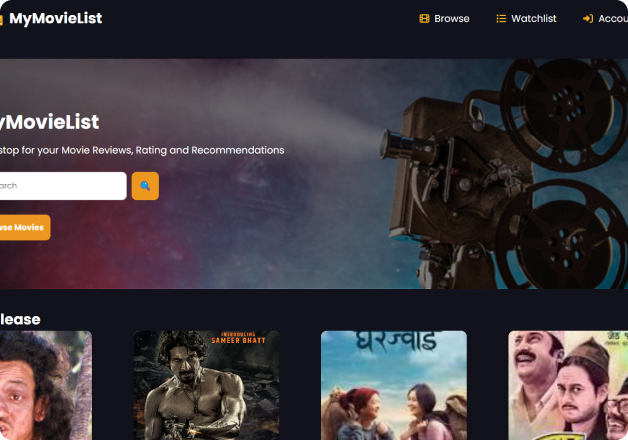 MyMovieList
Browse
Watchlist
Accou
yMovieList
stop for your Movie Reviews, Rating and Recommendations
arch
wse Movies
lease
INTRODUCING
SAMEER BHATT
घरज्वाइँ